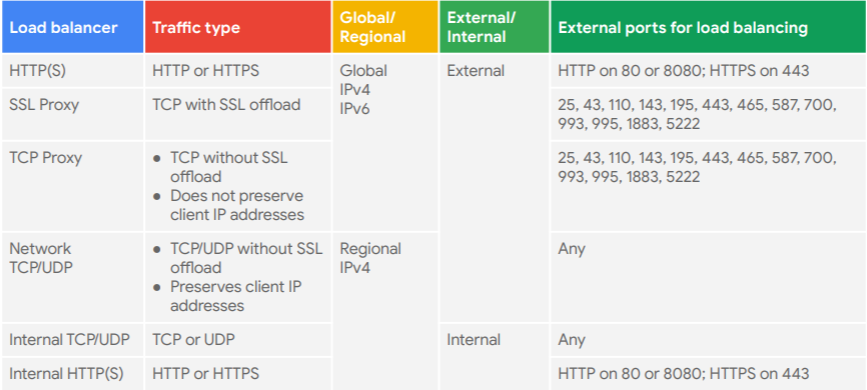 Load balancer
Traffic type
Global/
Regional
External/
Internal
External ports for load balancing
HTTP(S)
HTTP or HTTPS
Global
IPv4
IPv6
External
HTTP on 80 or 8080; HTTPS on 443
SSL Proxy
TCP with SSL offload
25, 43, 110, 143, 195, 443, 465, 587, 700,
993, 995, 1883, 5222
TCP Proxy
● TCP without SSL
offload
● Does not preserve
client IP addresses
25, 43, 110, 143, 195, 443, 465, 587, 700,
993, 995, 1883, 5222
Network
TCP/UDP
● TCP/UDP without SSL
offload
● Preserves client IP
addresses
Regional
IPv4
Any
Internal TCP/UDP
TCP or UDP
Internal
Any
Internal HTTP(S)
HTTP or HTTPS
HTTP on 80 or 8080; HTTPS on 443